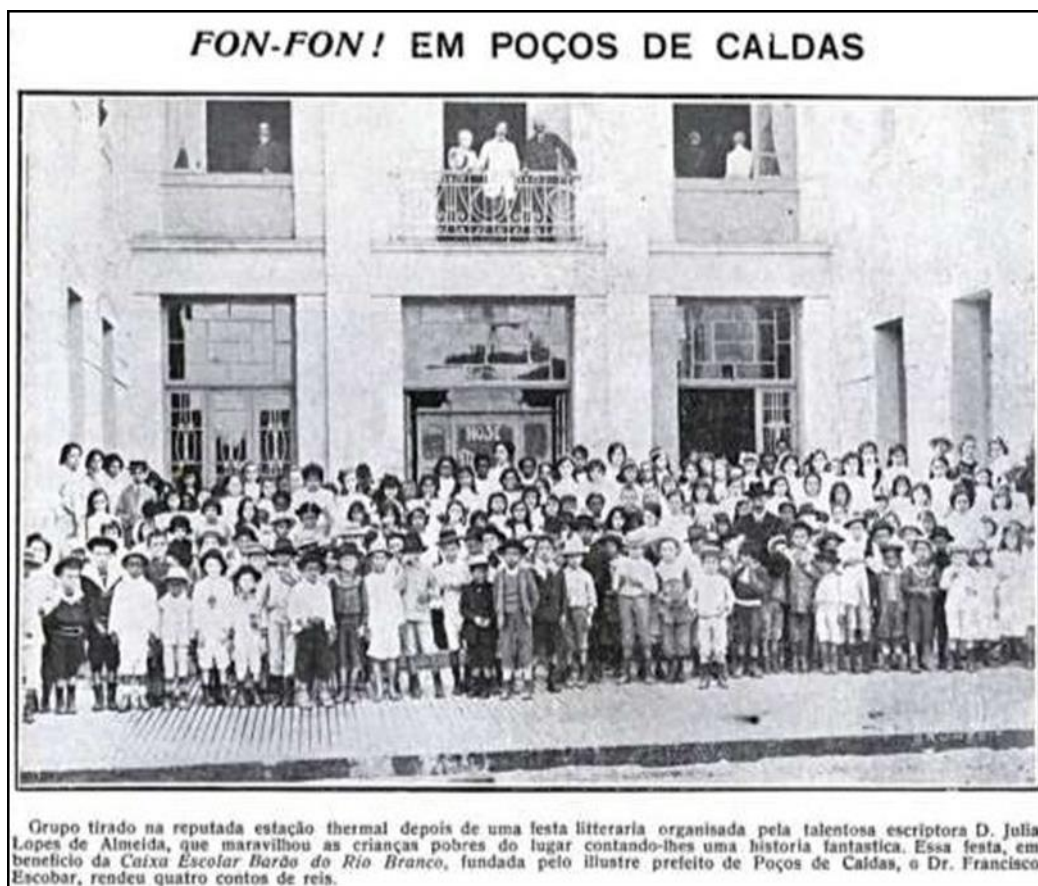 FON-FON! EM POÇOS DE CALDAS
Grupo tirado na reputada estação thermal depois de uma festa litteraria organisada pela talentosa escriptora D. Julia
Lopes de Almeida, que maravilhou as crianças pobres do lugar contando-lhes uma historia fantastica. Essa festa, em
beneficio da Caixa Escolar Barão do Rio Branco, fundada pelo illustre prefeito de Poços de Caldas, o Dr. Francisco
Escobar, rendeu quatro contos de reis.